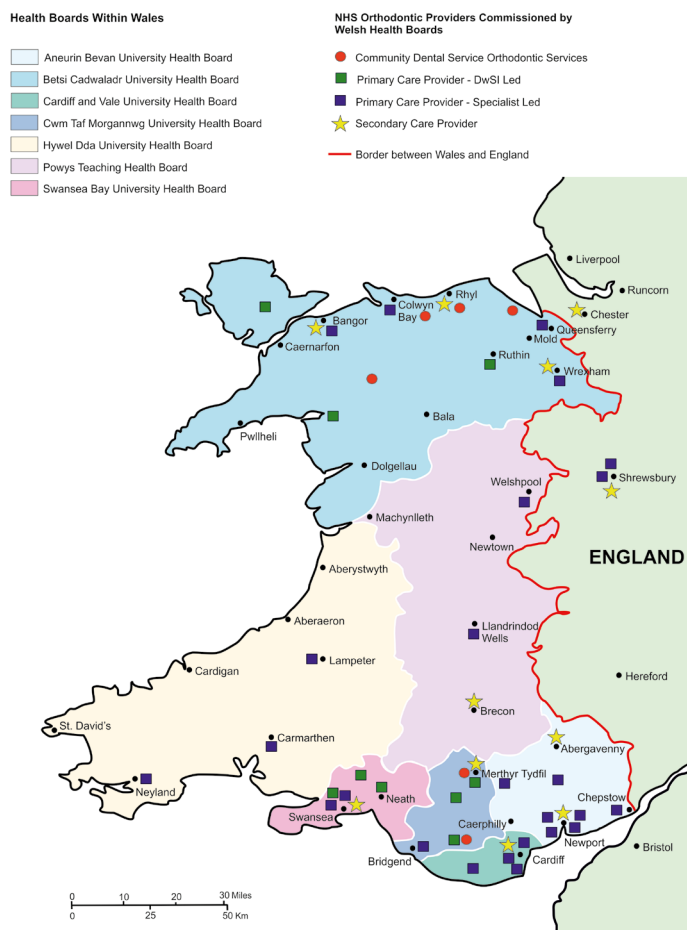 Health Boards Within Wales
Aneurin Bevan University Health Board
Betsi Cadwaladr University Health Board
Cardiff and Vale University Health Board
Cwm Taf Morgannwg University Health Board
Hywel Dda University Health Board
Powys Teaching Health Board
Swansea Bay University Health Board
NHS Orthodontic Providers Commissioned by
Welsh Health Boards
Community Dental Service Orthodontic Services
Primary Care Provider - DwSI Led
Primary Care Provider - Specialist Led
Secondary Care Provider
Border between Wales and England
Liverpool
Runcorn
Rhyl
Colwyn
Bay
Chester
Bangor
Queensferry
Mold
Caernarfon
Ruthin
Wrexham
Bala
Pwllheli
Dolgellau
Shrewsbury
Welshpool
Machynlleth
Newtown
ENGLAND
Aberystwyth
Aberaeron
Llandrindod
Wells
Lampeter
Cardigan
Hereford
Brecon
St. David's
Carmarthen
Abergavenny
Merthyr Tydfil
Neyland
Neath
Chepstow
Swansea
Caerphilly
Newport
Bristol
Bridgend
Cardiff
0 10 20 30 Miles
0 25 50 Km